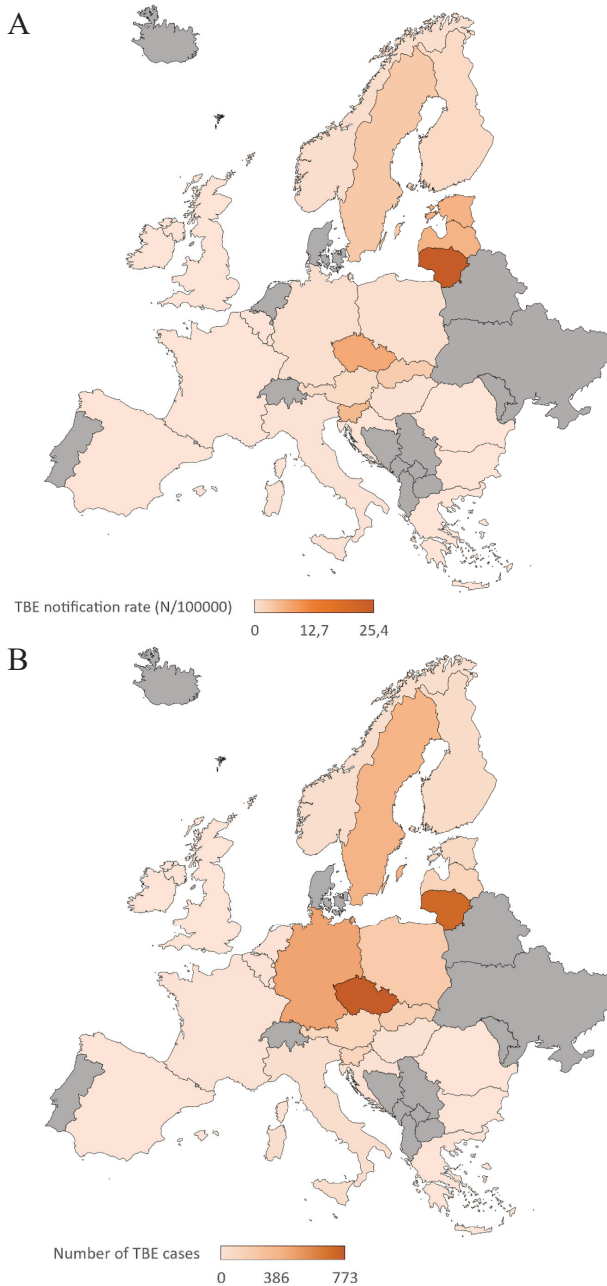 A
TBE notification rate (N/100000)
0 12,7 25,4
B
Number of TBE cases
0 386 773